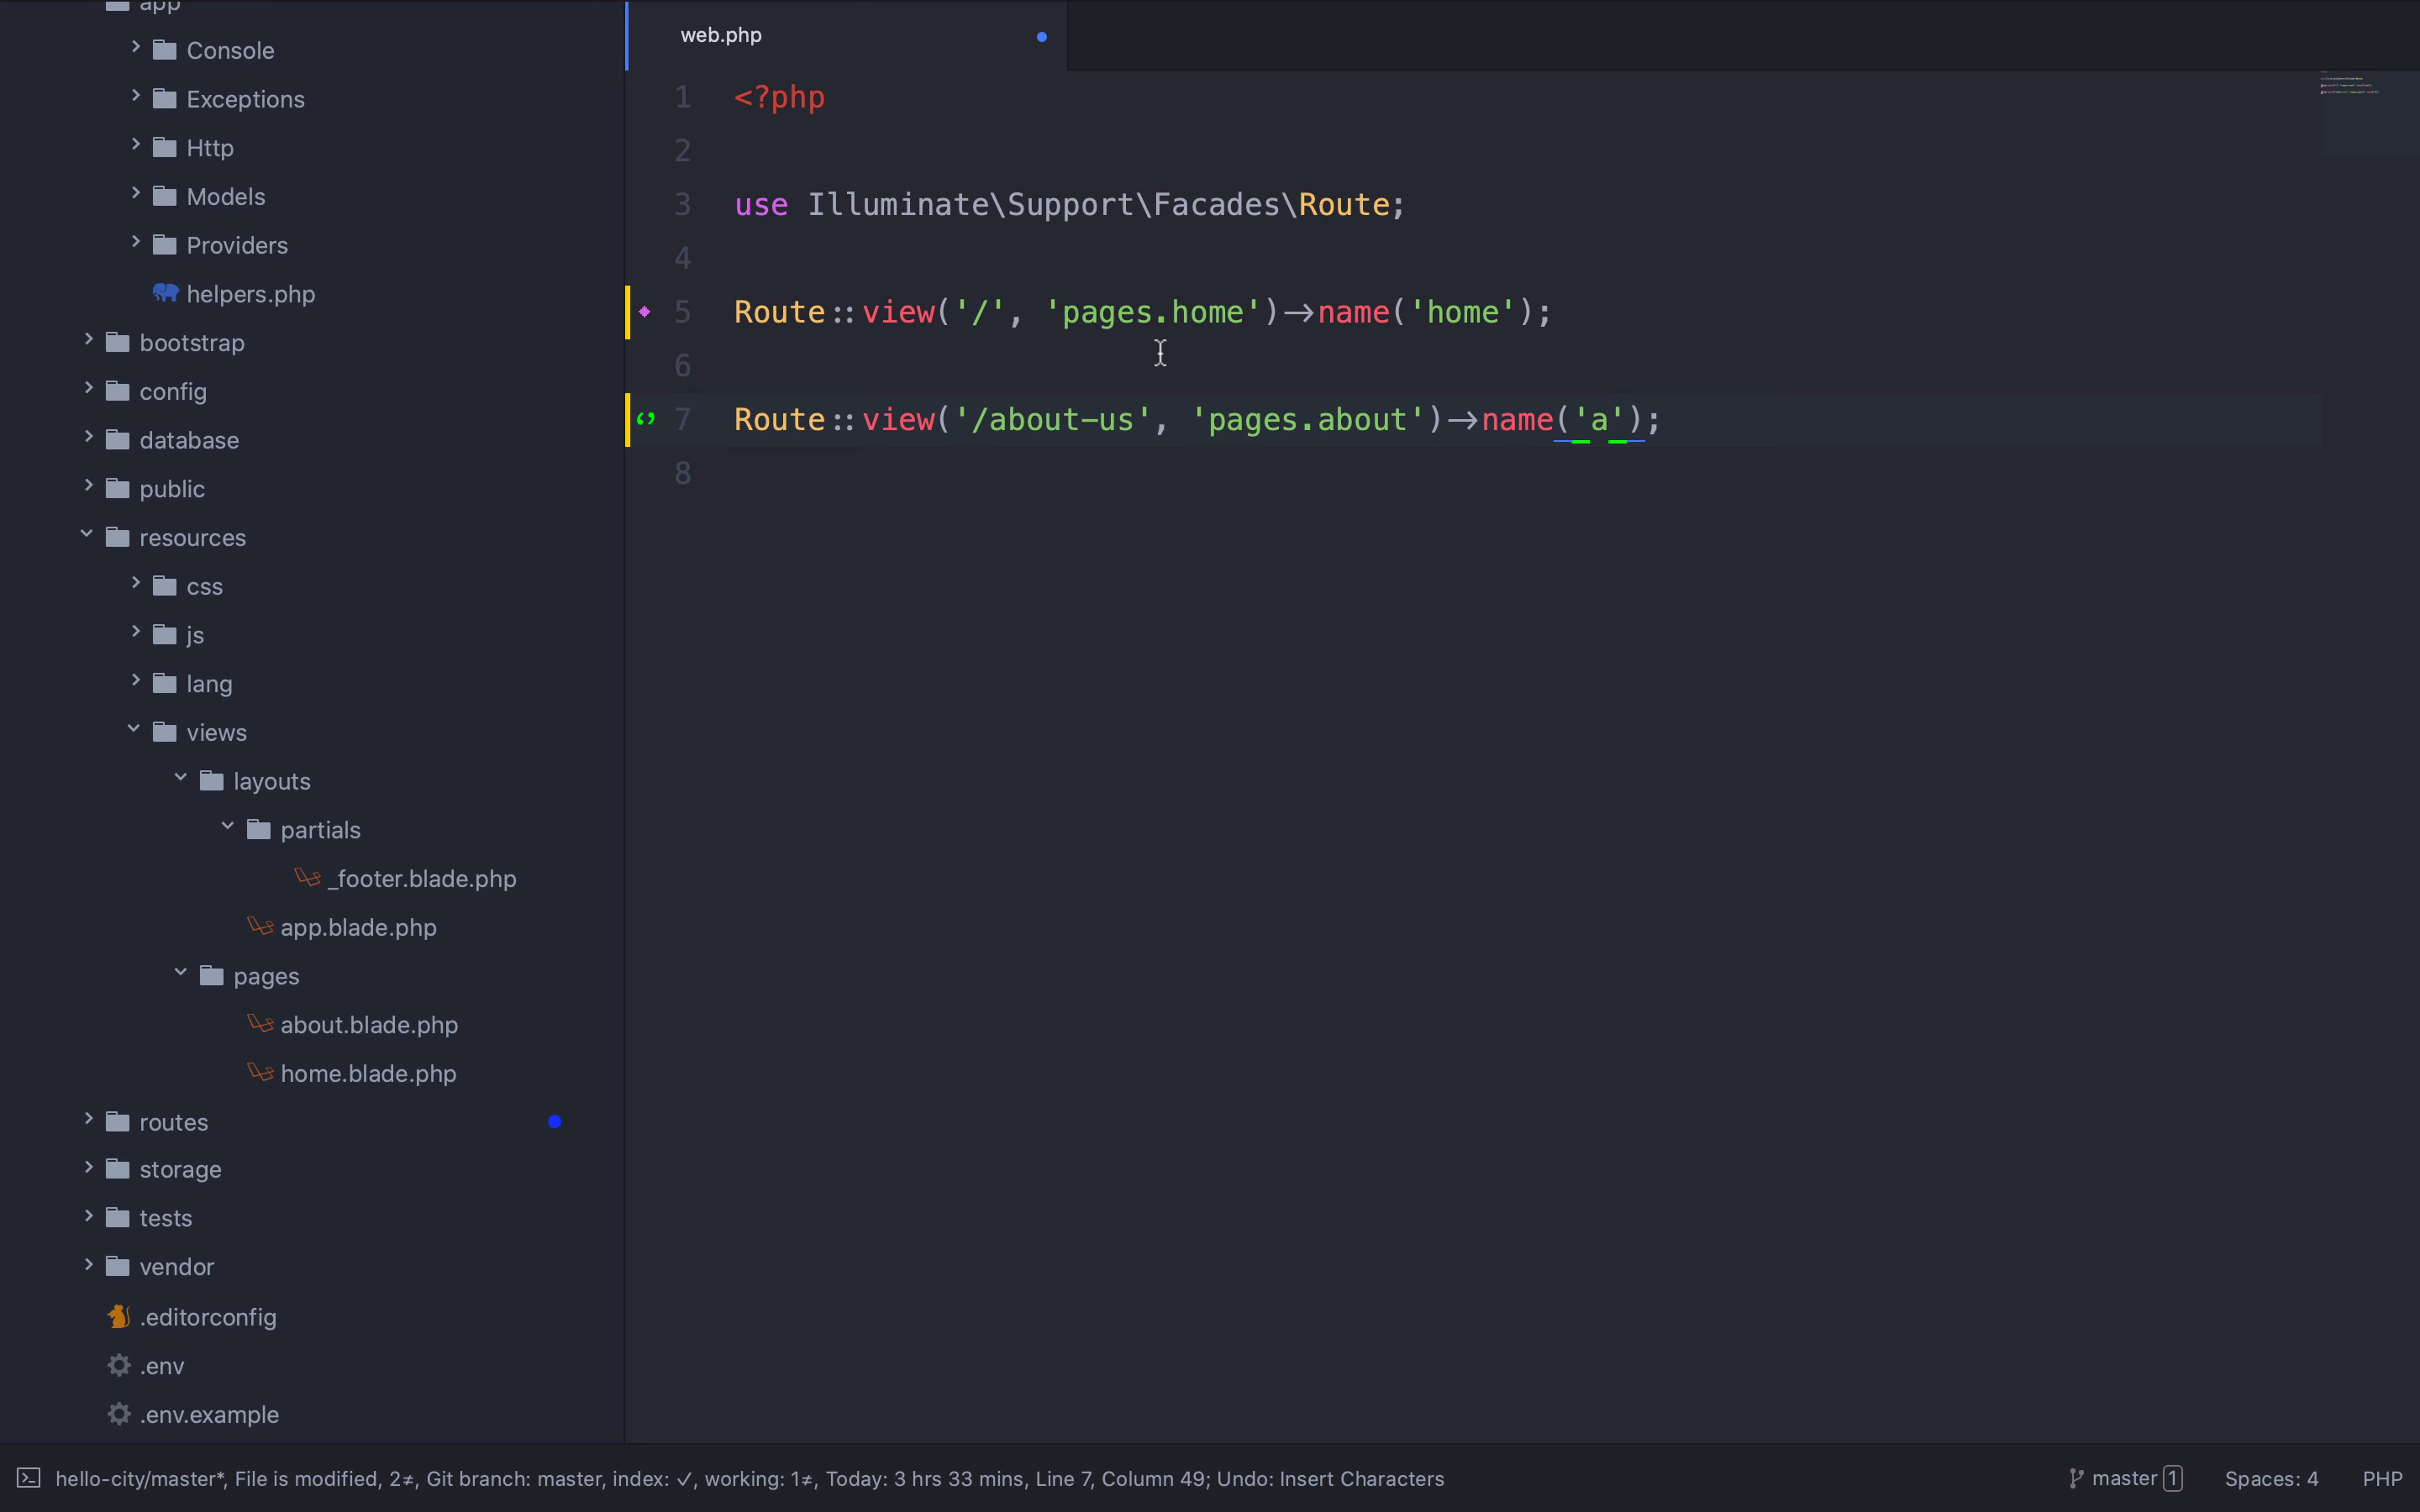 app
Console
Exceptions
Http
Models
Providers
helpers.php
bootstrap
config
database
public
resources
css
js
lang
views
layouts
partials
_footer.blade.php
app.blade.php
pages
about.blade.php
home.blade.php
routes
storage
tests
vendor
.editorconfig
.env
.env.example
web.php
1 <?php
2
3 use Illuminate\Support\Facades\Route;
4
5 Route::view('/', 'pages.home')->name('home');
6
7 Route::view('/about-us', 'pages.about')->name('a');
8
hello-city/master*, File is modified, 2≠, Git branch: master, index: ✓, working: 1≠, Today: 3 hrs 33 mins, Line 7, Column 49; Undo: Insert Characters
master 1
Spaces: 4
PHP